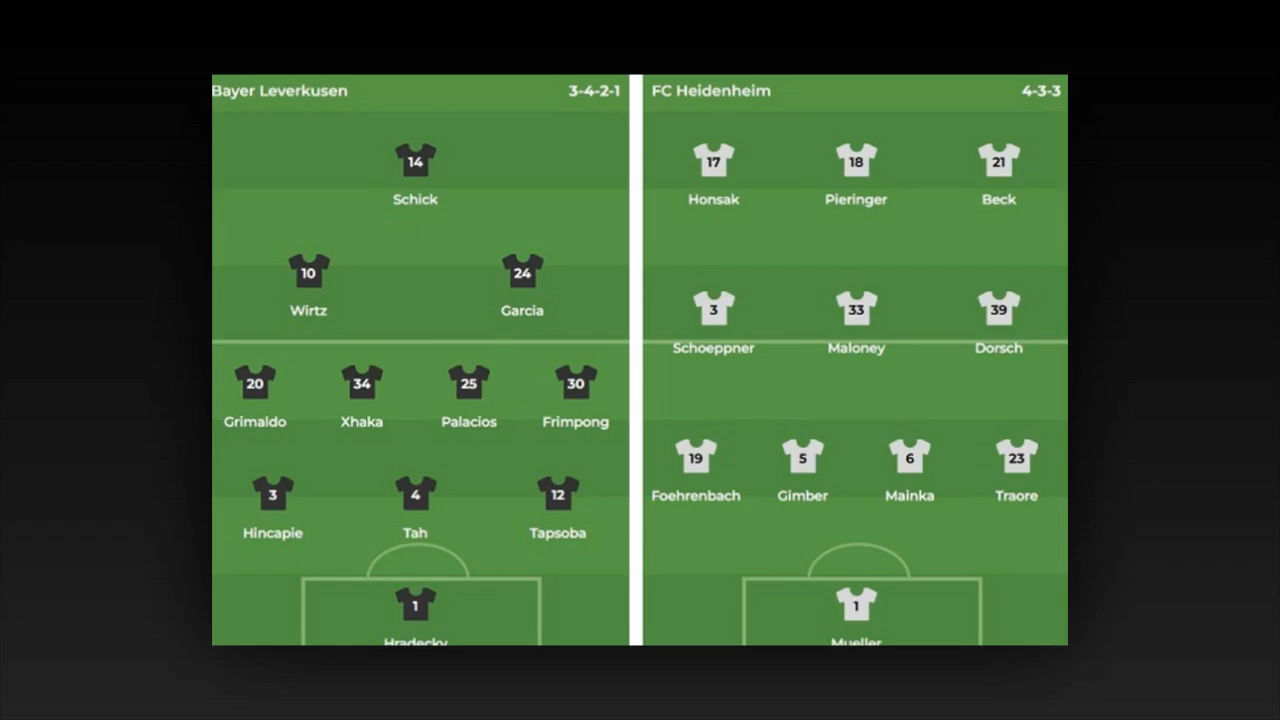 Bayer Leverkusen 3-4-2-1
14
Schick
10 24
Wirtz Garcia
20 34 25 30
Grimaldo Xhaka Palacios Frimpong
3 4 12
Hincapie Tah Tapsoba
1
Hradecky
FC Heidenheim 4-3-3
17 18 21
Honsak Pieringer Beck
3 33 39
Schoeppner Maloney Dorsch
19 5 6 23
Foehrenbach Gimber Mainka Traore
1
Mueller